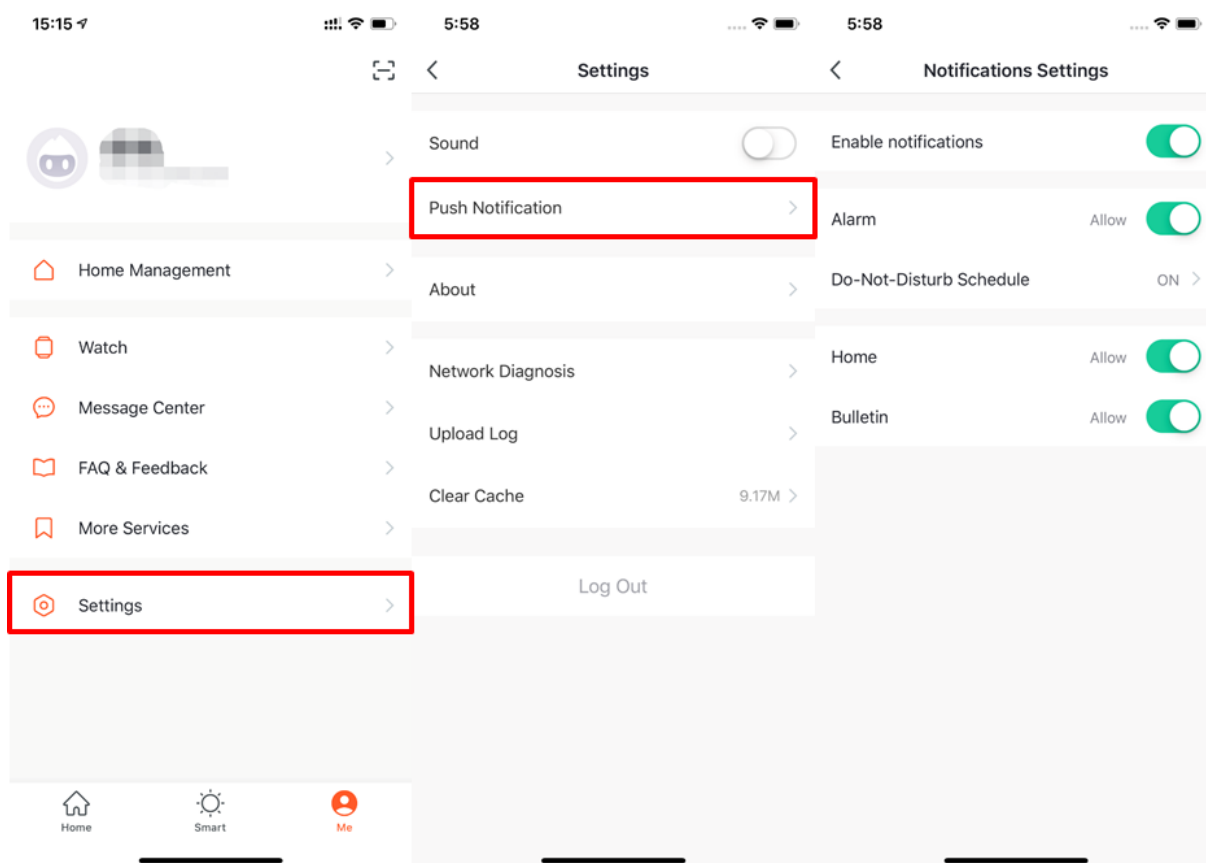 15:15
Home Management
Watch
Message Center
FAQ & Feedback
More Services
Settings
Home Smart Me
5:58
Settings
Sound
Push Notification
About
Network Diagnosis
Upload Log
Clear Cache 9.17M
Log Out
5:58
Notifications Settings
Enable notifications
Alarm Allow
Do-Not-Disturb Schedule ON
Home Allow
Bulletin Allow